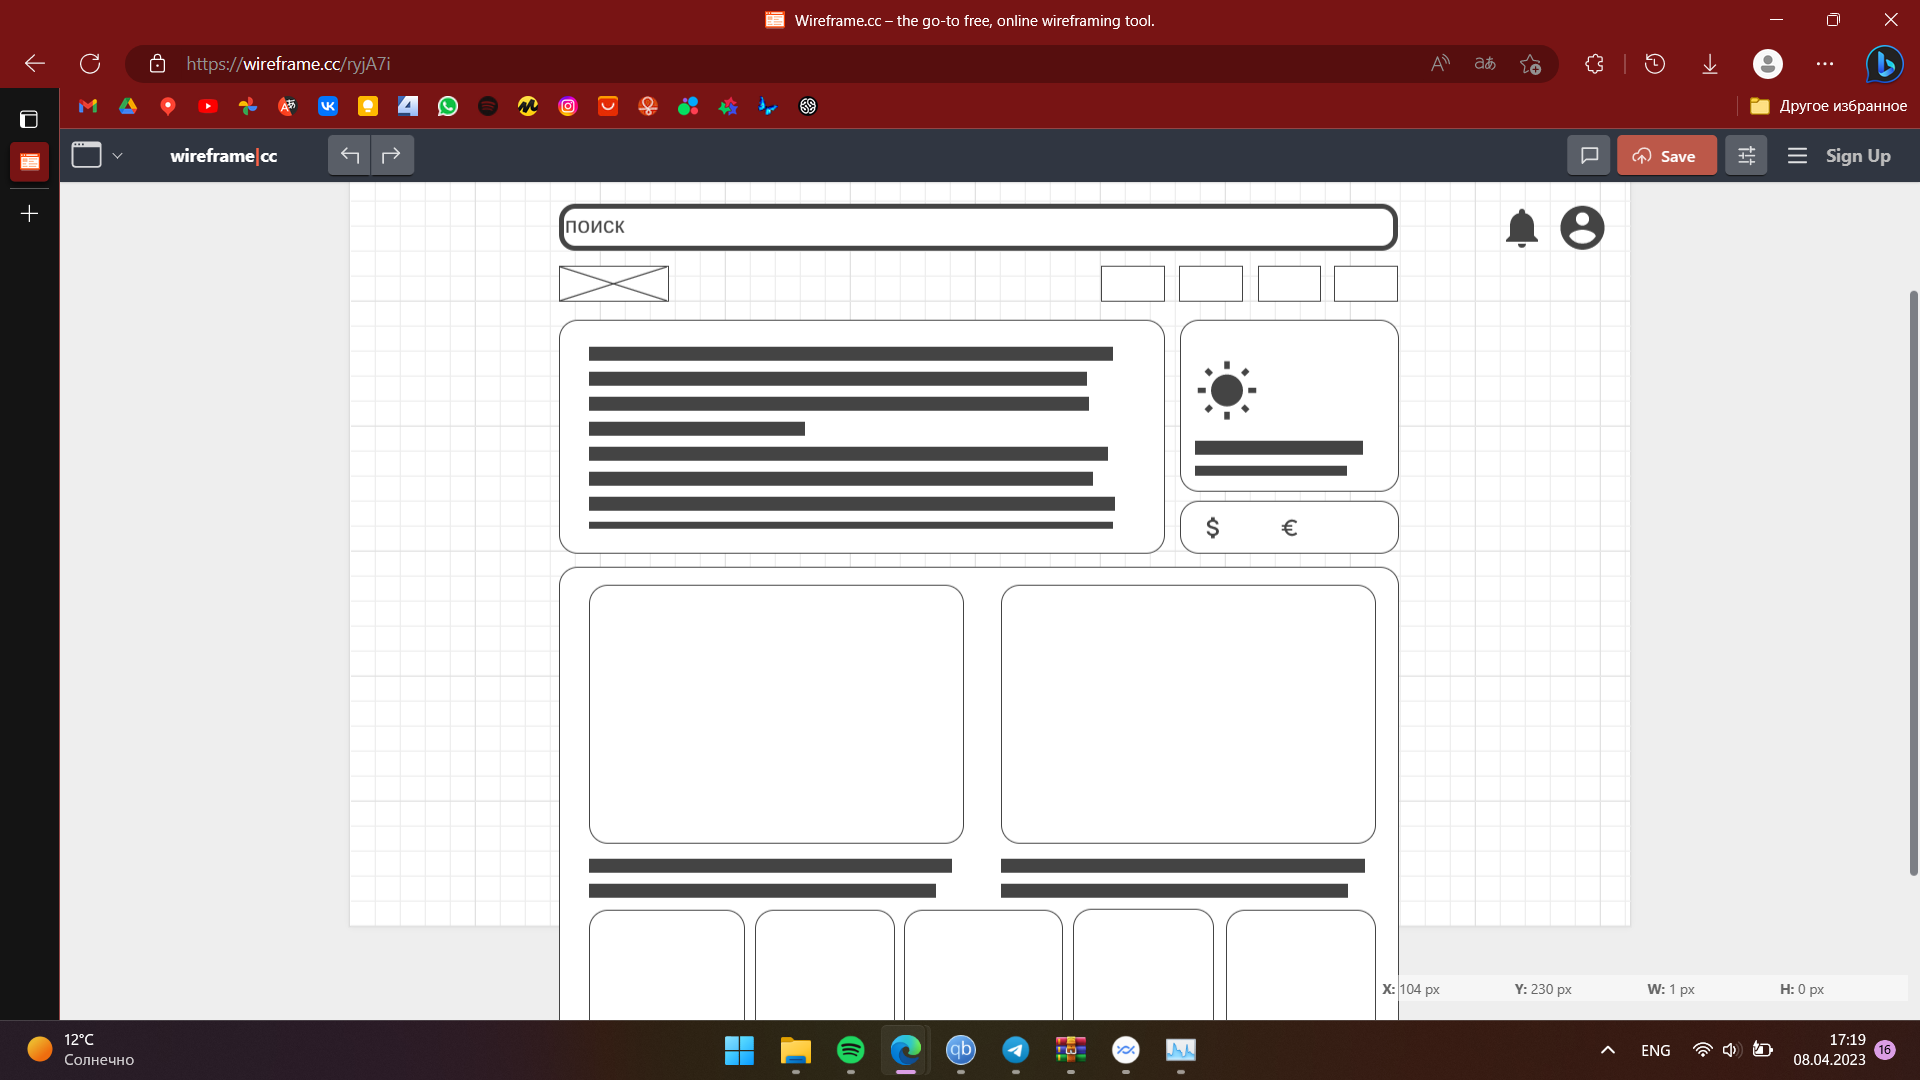 Wireframe.cc – the go-to free, online wireframing tool.
https://wireframe.cc/ryjA7i
Другое избранное
wireframe|cc
Save
Sign Up
ПОИСК
$ €
X: 104 px Y: 230 px W: 1 px H: 0 px
12°C
Солнечно
qb
ENG
17:19
08.04.2023
16